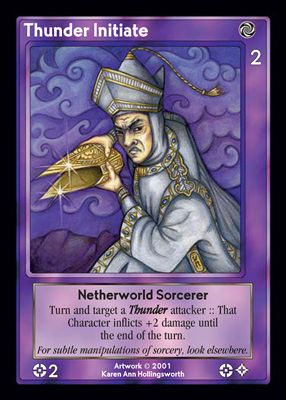 Thunder Initiate
2
Netherworld Sorcerer
Turn and target a Thunder attacker :: That
Character inflicts +2 damage until
the end of the turn.
For subtle manipulations of sorcery, look elsewhere.
2
Artwork © 2001
Karen Ann Hollingsworth